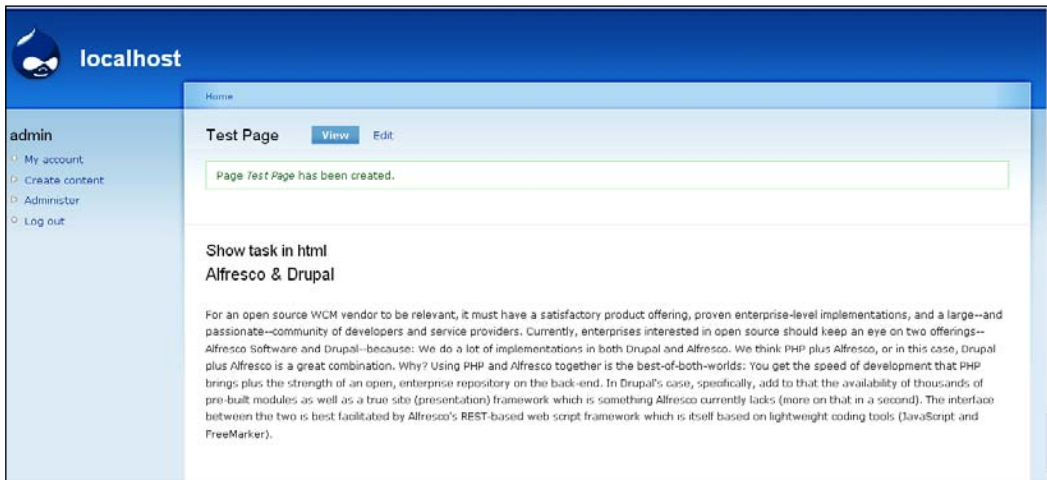 localhost
Home
admin
My account
Create content
Administer
Log out
Test Page View Edit
Page Test Page has been created.
Show task in html
Alfresco & Drupal
For an open source WCM vendor to be relevant, it must have a satisfactory product offering, proven enterprise-level implementations, and a large--and
passionate--community of developers and service providers. Currently, enterprises interested in open source should keep an eye on two offerings--
Alfresco Software and Drupal--because: We do a lot of implementations in both Drupal and Alfresco. We think PHP plus Alfresco, or in this case, Drupal
plus Alfresco is a great combination. Why? Using PHP and Alfresco together is the best-of-both-worlds: You get the speed of development that PHP
brings plus the strength of an open, enterprise repository on the back-end. In Drupal's case, specifically, add to that the availability of thousands of
pre-built modules as well as a true site (presentation) framework which is something Alfresco currently lacks (more on that in a second). The interface
between the two is best facilitated by Alfresco's REST-based web script framework which is itself based on lightweight coding tools (JavaScript and
FreeMarker).